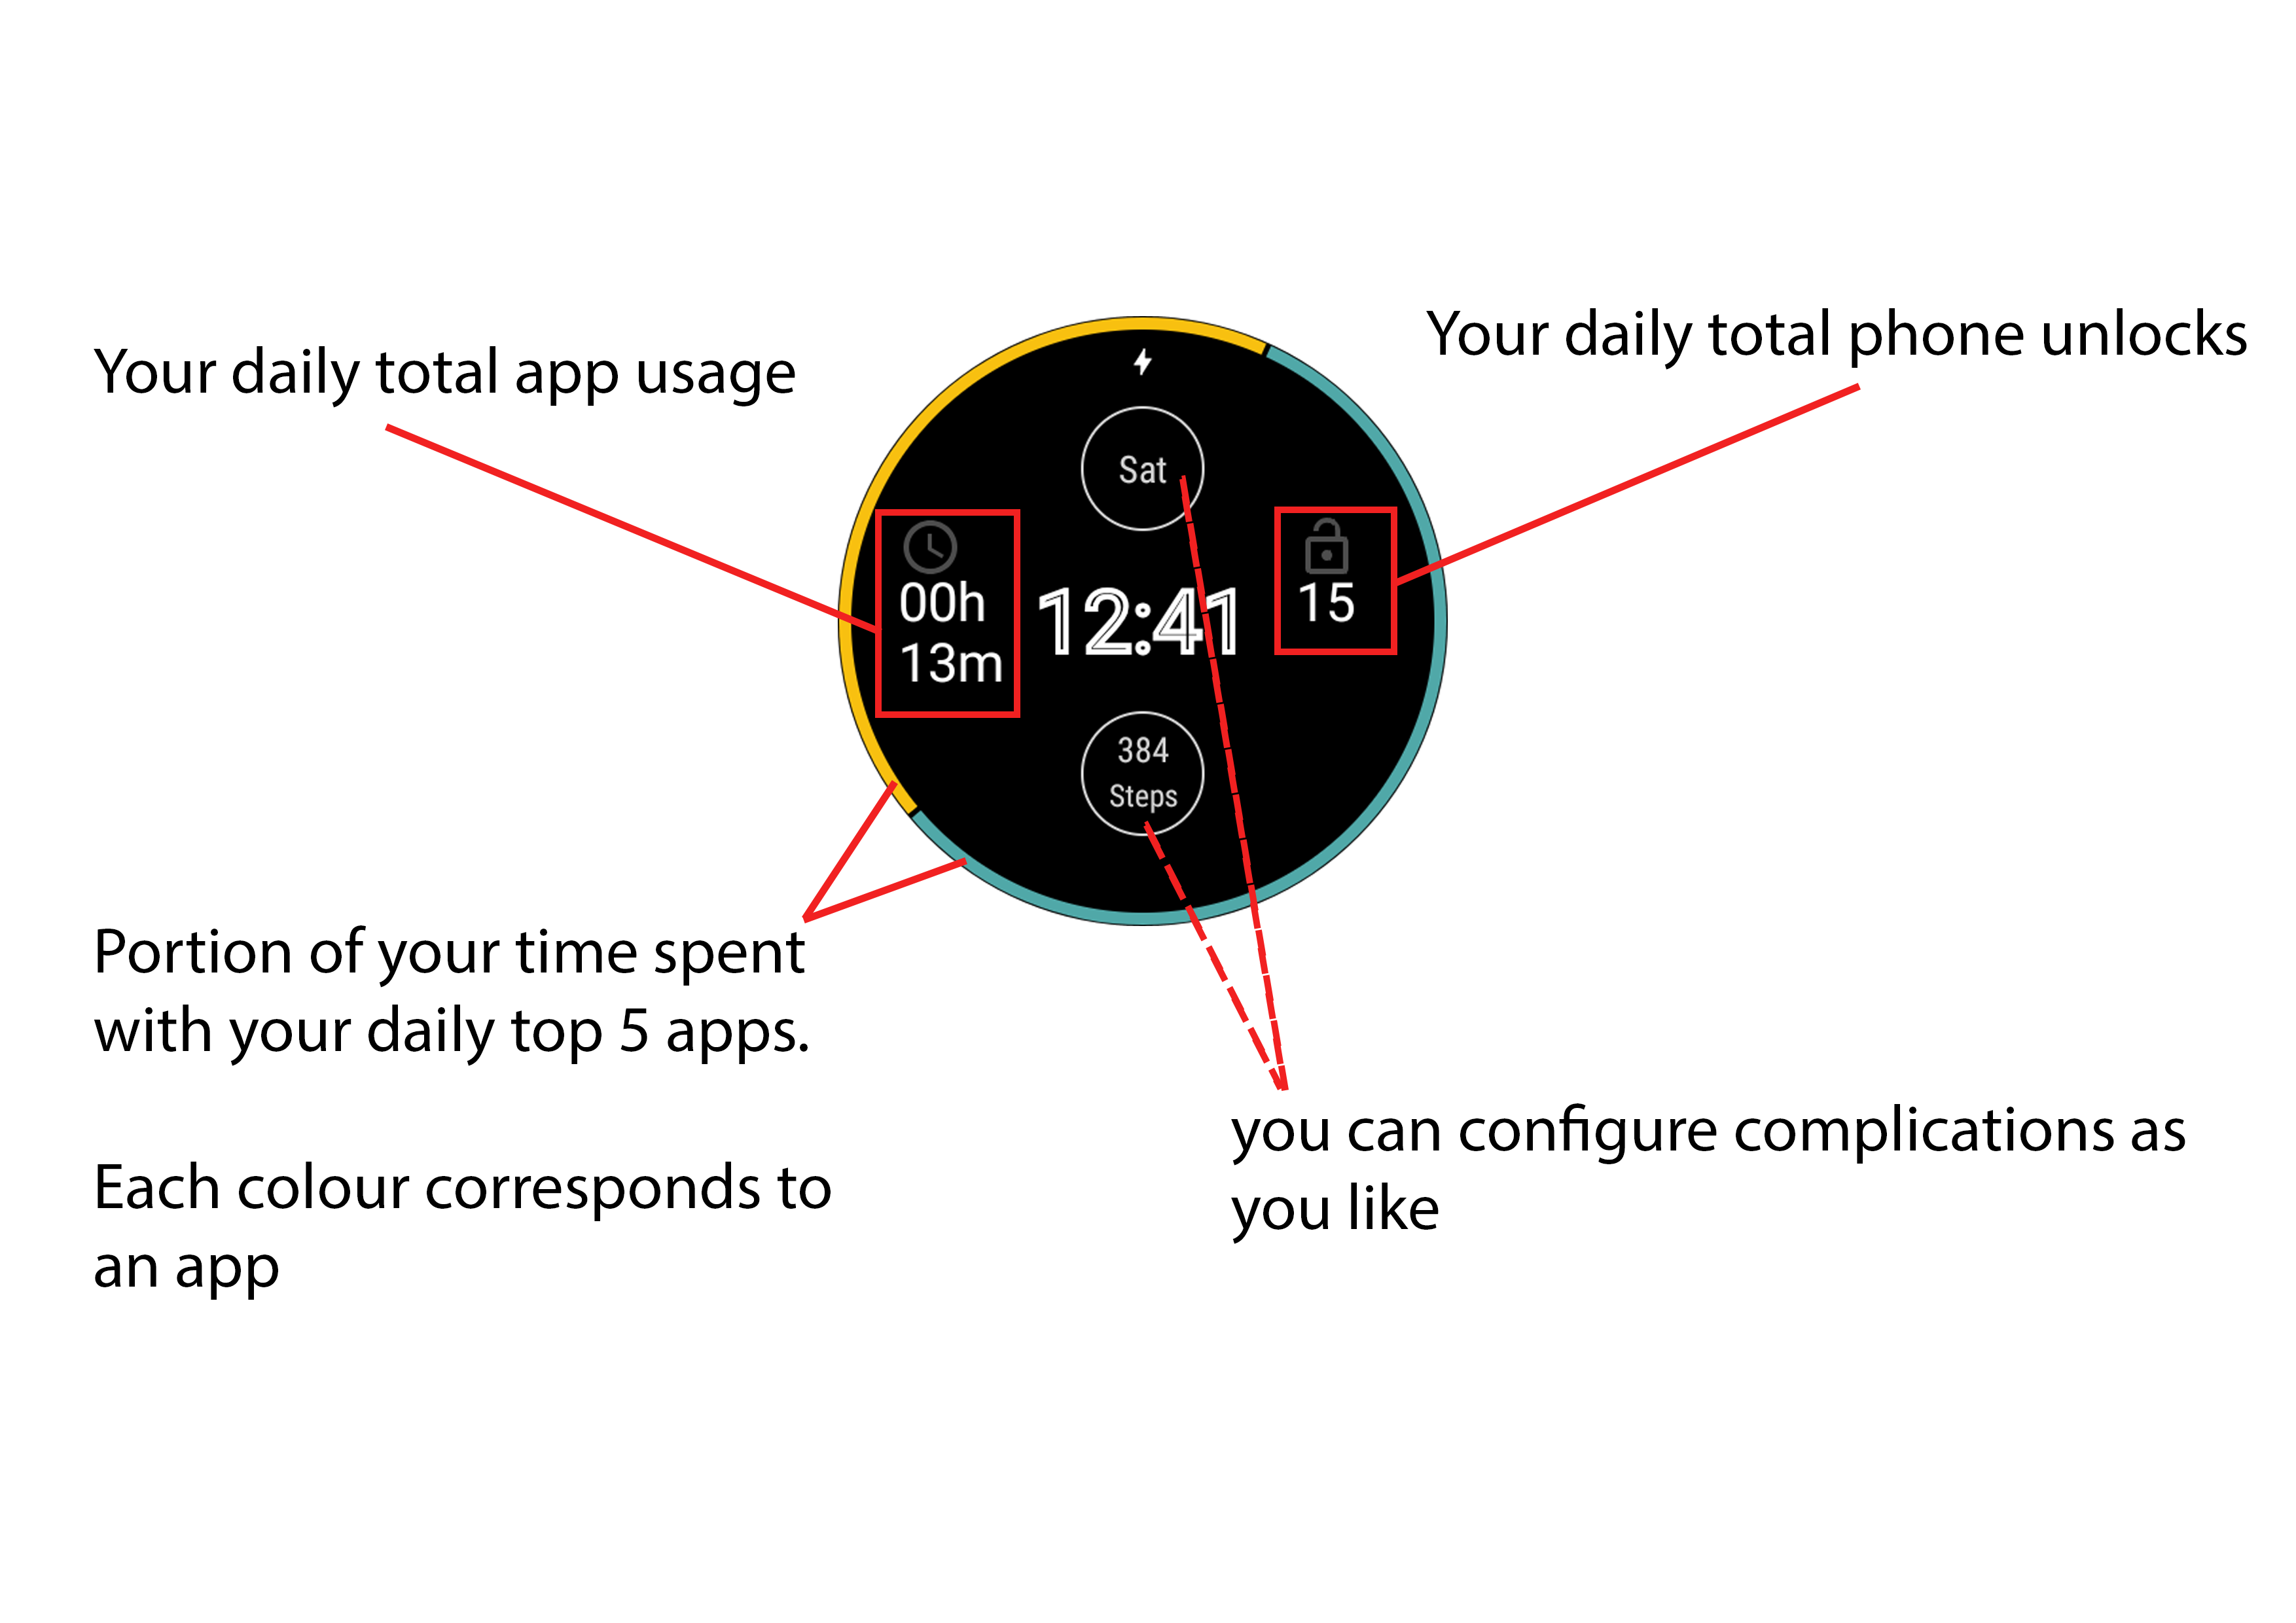 Your daily total phone unlocks
Your daily total app usage
Sat
00h
13m
12:41
15
384
Steps
Portion of your time spent
with your daily top 5 apps.
Each colour corresponds to
an app
you can configure complications as
you like